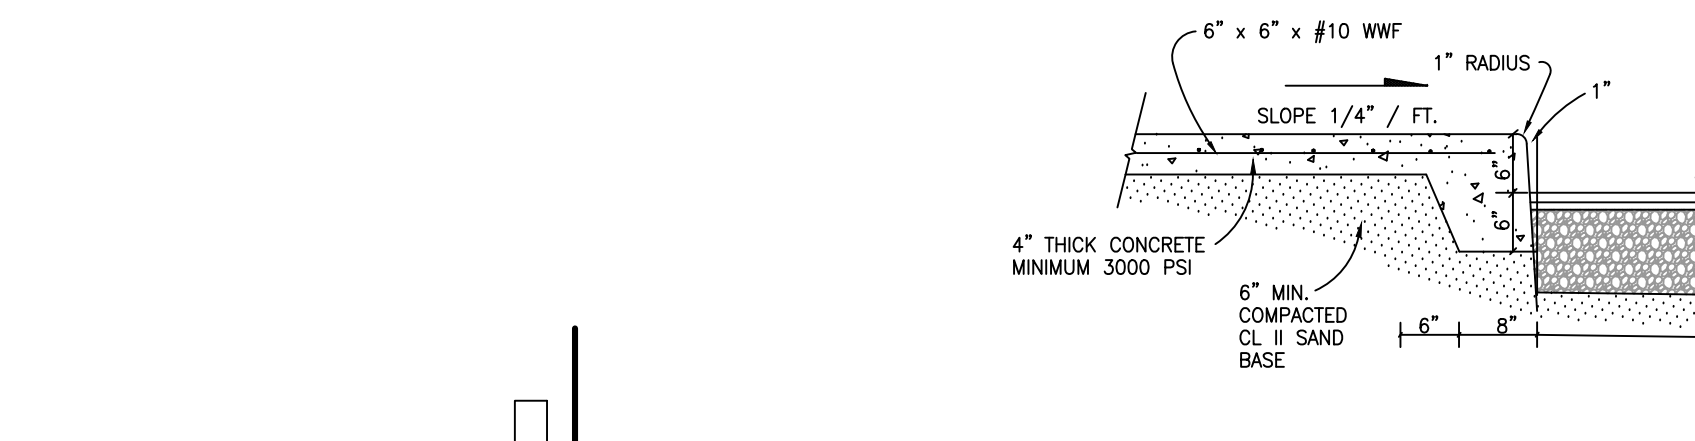 6” x 6” x #10 WWF
1” RADIUS
1”
SLOPE 1/4” / FT.
6”
6”
4” THICK CONCRETE
MINIMUM 3000 PSI
6” MIN.
COMPACTED
CL II SAND
BASE
6”
8”